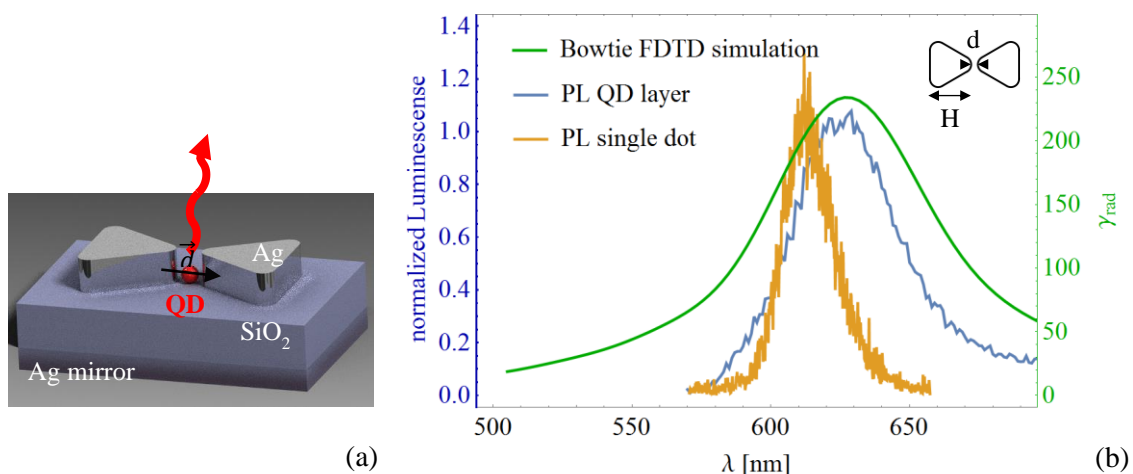 d
Ag
QD
SiO2
Ag mirror
(a)
normalized Luminescense
1.4
1.2
1.0
0.8
0.6
0.4
0.2
0.0
Bowtie FDTD simulation
PL QD layer
PL single dot
d
H
250
200
150
100
50
0
γrad
500
550
600
650
λ [nm]
(b)